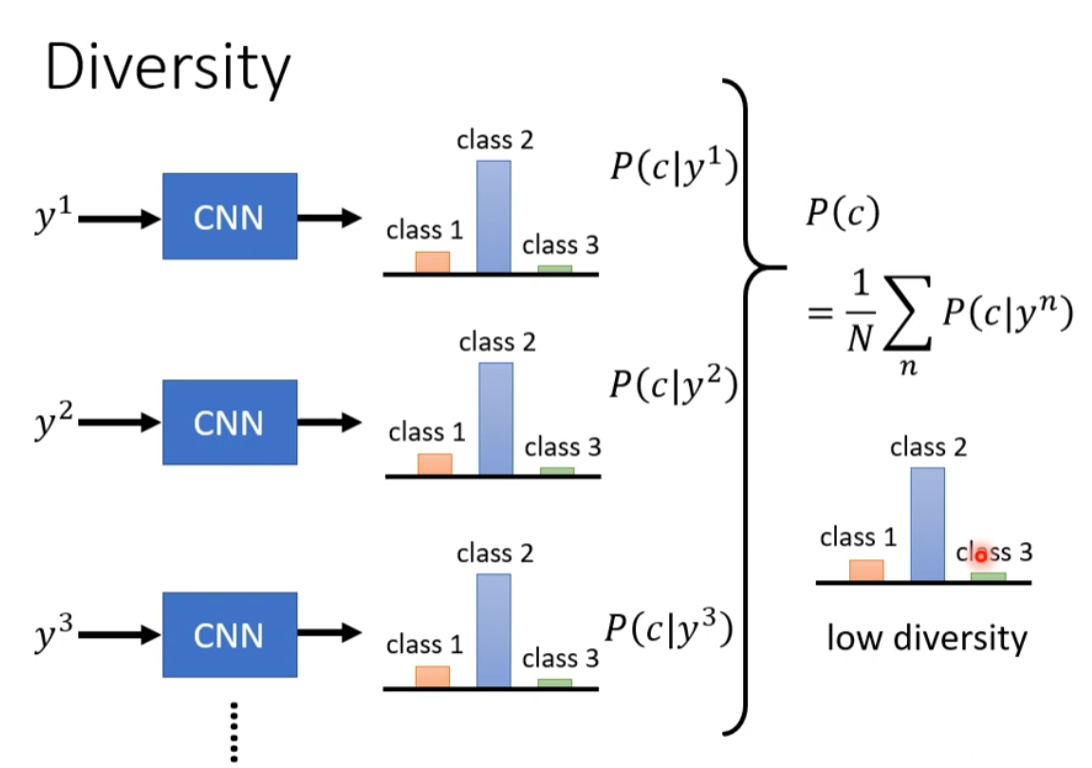 Diversity
y¹
CNN
class 1
class 2
class 3
P(c|y¹)
y²
CNN
class 1
class 2
class 3
P(c|y²)
y³
CNN
class 1
class 2
class 3
P(c|y³)
P(c)
= 1/N ∑ₙ P(c|yⁿ)
class 1
class 2
class 3
low diversity